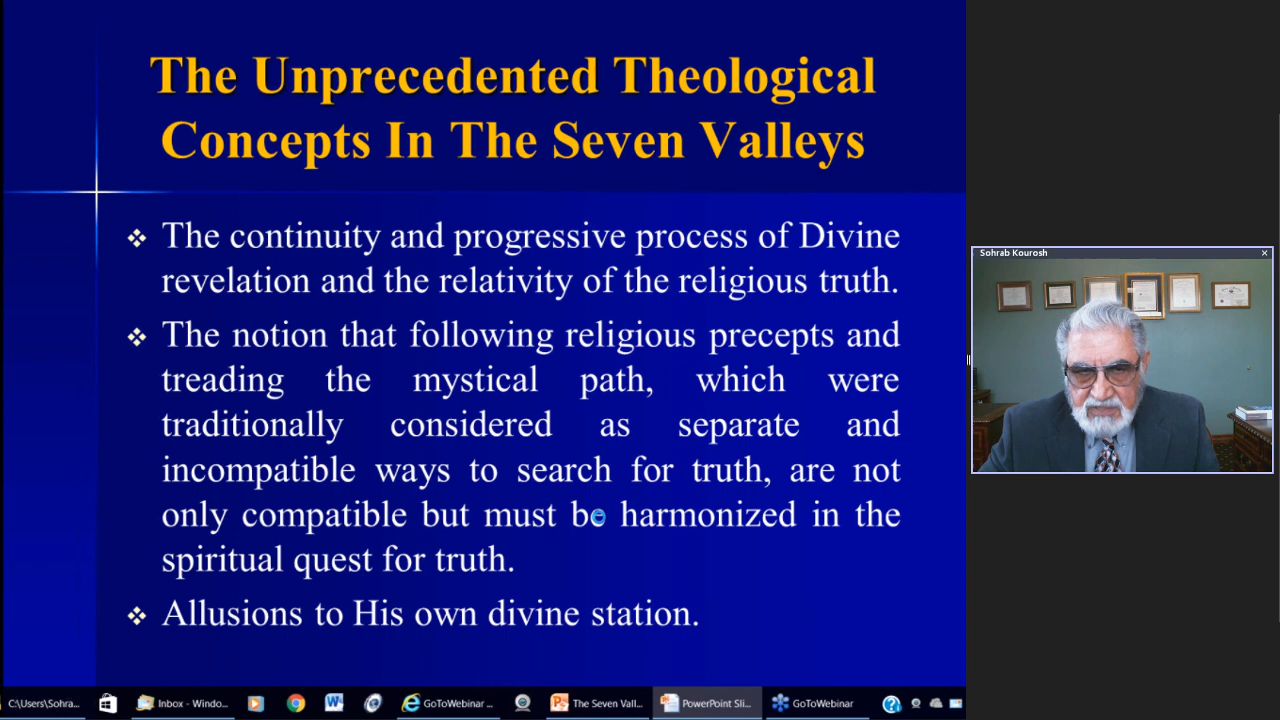 The Unprecedented Theological
Concepts In The Seven Valleys
The continuity and progressive process of Divine
revelation and the relativity of the religious truth.
The notion that following religious precepts and
treading the mystical path, which were
traditionally considered as separate and
incompatible ways to search for truth, are not
only compatible but must be harmonized in the
spiritual quest for truth.
Allusions to His own divine station.
Sohrab Kourosh
C:\Users\Sohra...
Inbox - Windo...
GoToWebinar ...
The Seven Vall...
PowerPoint Sli...
GoToWebinar